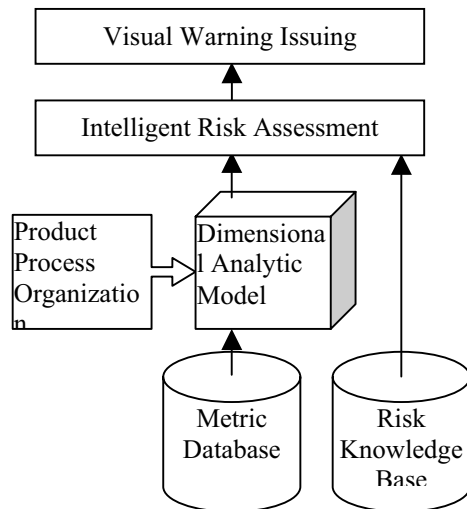 Visual Warning Issuing
Intelligent Risk Assessment
Product
Process
Organizatio
n
Dimensiona
l Analytic
Model
Metric
Database
Risk
Knowledge
Base